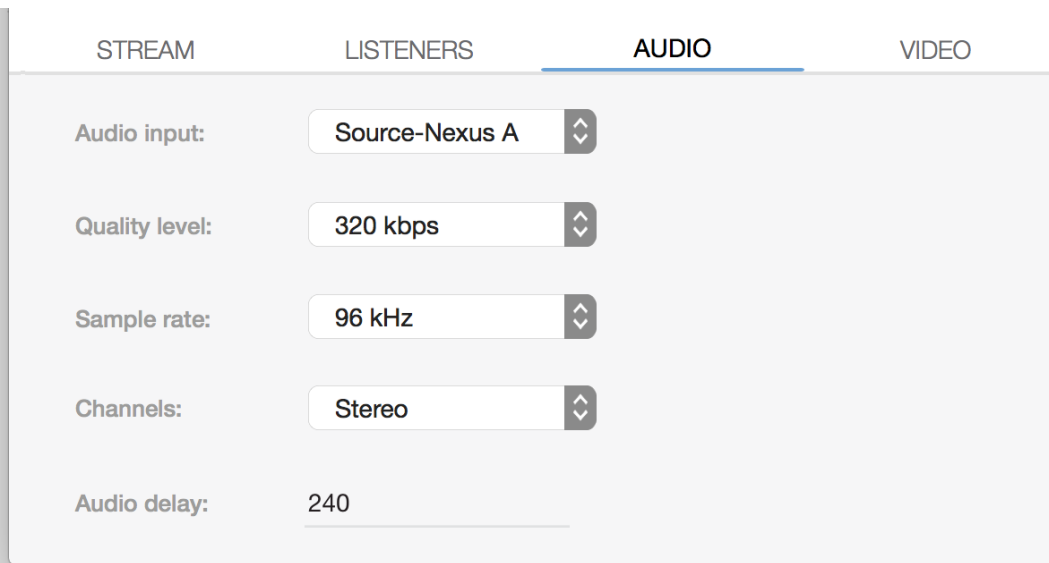 STREAM LISTENERS AUDIO VIDEO
Audio input: Source-Nexus A
Quality level: 320 kbps
Sample rate: 96 kHz
Channels: Stereo
Audio delay: 240